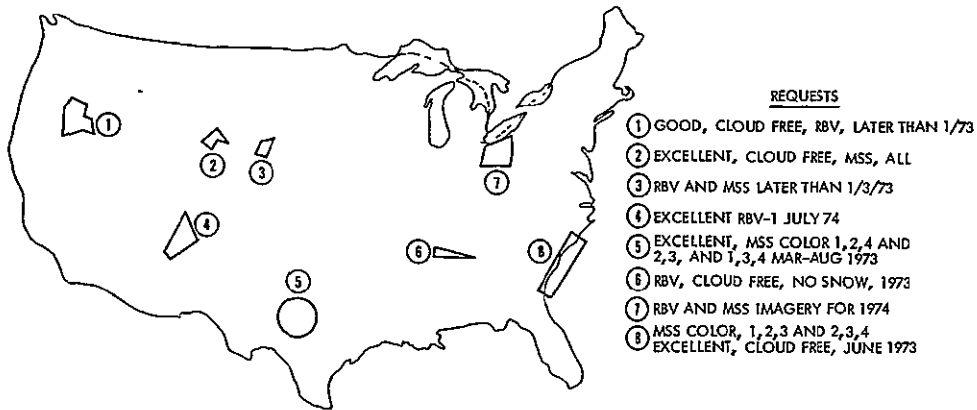 REQUESTS
1 GOOD, CLOUD FREE, RBV, LATER THAN 1/73
2 EXCELLENT, CLOUD FREE, MSS, ALL
3 RBV AND MSS LATER THAN 1/3/73
4 EXCELLENT RBV-1 JULY 74
5 EXCELLENT, MSS COLOR 1,2,4 AND
2,3, AND 1,3,4 MAR-AUG 1973
6 RBV, CLOUD FREE, NO SNOW, 1973
7 RBV AND MSS IMAGERY FOR 1974
8 MSS COLOR, 1,2,3 AND 2,3,4
EXCELLENT, CLOUD FREE, JUNE 1973
1
2
3
7
4
6
8
5